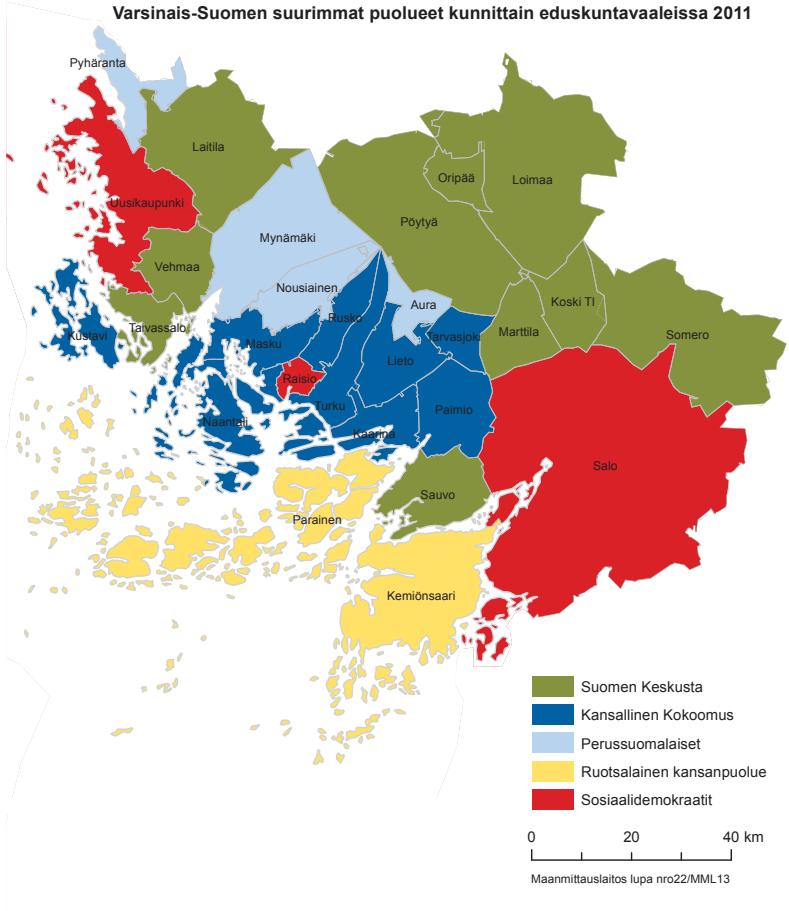 Varsinais-Suomen suurimmat puolueet kunnittain eduskuntavaaleissa 2011
Pyhäranta
Laitila
Oripää
Loimaa
Uusikaupunki
Pöytyä
Mynämäki
Vehmaa
Nousiainen
Aura
Koski Tl
Rusko
Taivassalo
Kustavi
Masku
Tarvasjoki
Marttila
Somero
Lieto
Raisio
Turku
Paimio
Naantali
Kaarina
Salo
Sauvo
Parainen
Kemiönsaari
Suomen Keskusta
Kansallinen Kokoomus
Perussuomalaiset
Ruotsalainen kansanpuolue
Sosiaalidemokraatit
0 20 40 km
Maanmittauslaitos lupa nro22/MML13